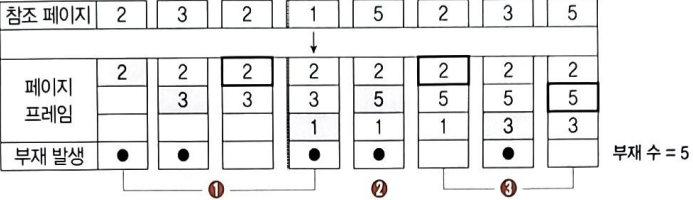 참조 페이지 2 3 2 1 5 2 3 5
↓
페이지 프레임 2 2 2 2 2 2 2 2
3 3 3 5 5 5 5
1 1 1 3 3
부재 발생 ● ● ● ● ● 부재 수 = 5
❶ ❷ ❸